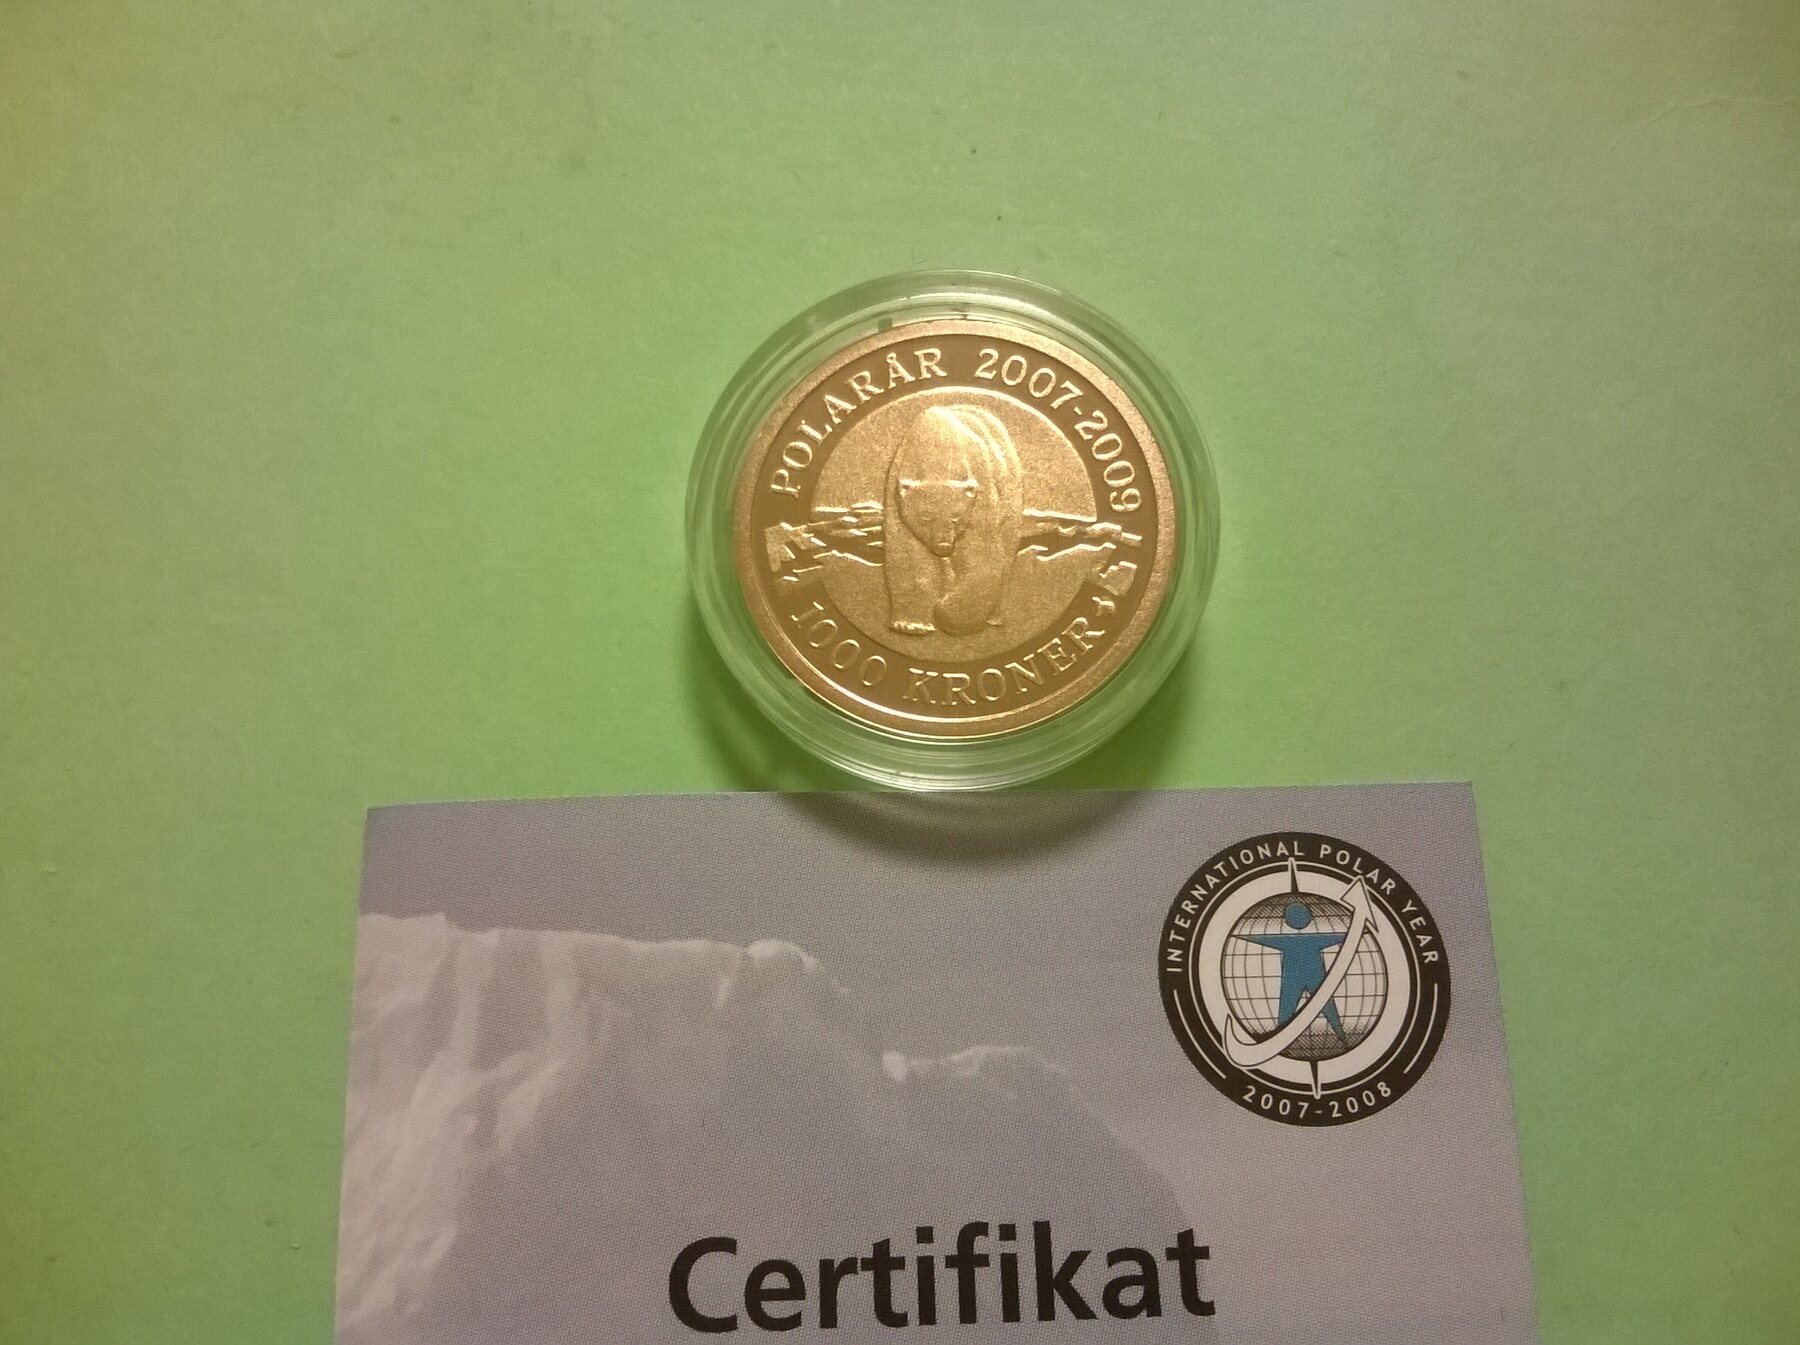 POLARÅR 2007-2009
1000 KRONER
INTERNATIONAL POLAR YEAR
2007-2008
Certifikat